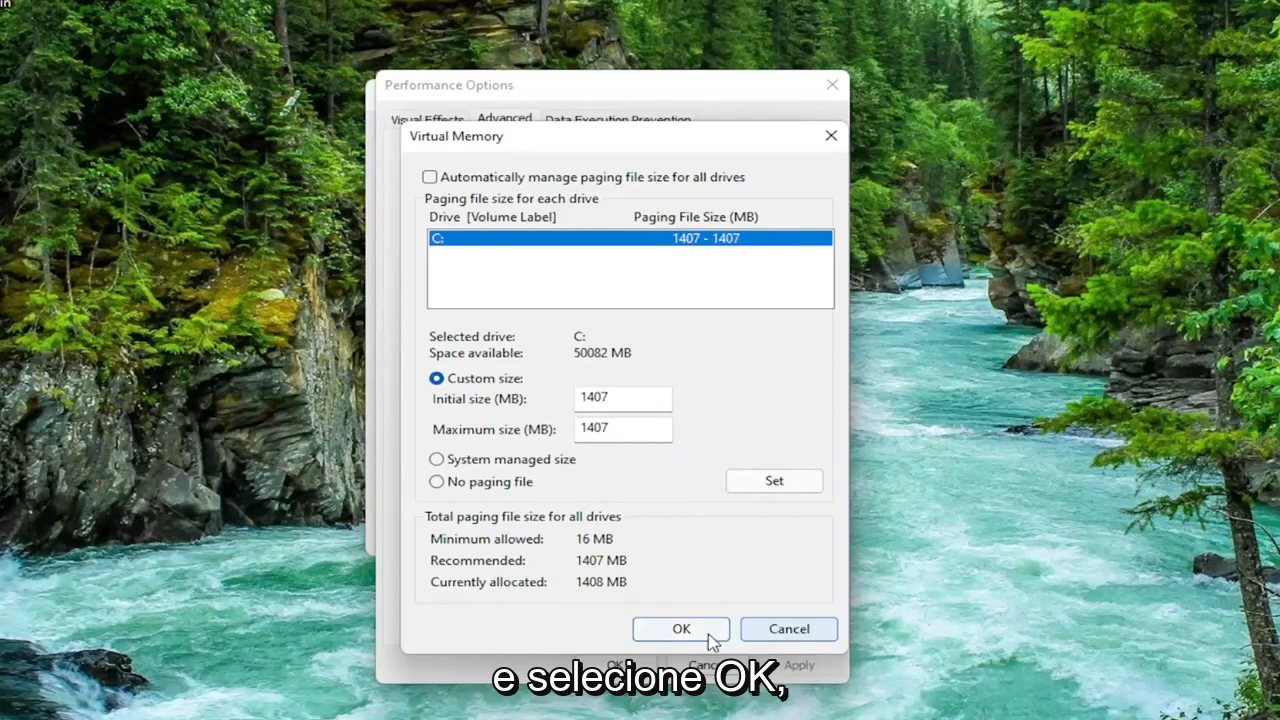 in
Performance Options
Visual Effects Advanced Data Execution Prevention
Virtual Memory
Automatically manage paging file size for all drives
Paging file size for each drive
Drive [Volume Label] Paging File Size (MB)
C: 1407 - 1407
Selected drive: C:
Space available: 50082 MB
Custom size:
Initial size (MB): 1407
Maximum size (MB): 1407
System managed size
No paging file
Set
Total paging file size for all drives
Minimum allowed: 16 MB
Recommended: 1407 MB
Currently allocated: 1408 MB
OK Cancel
OK Cancel Apply
e selecione OK,